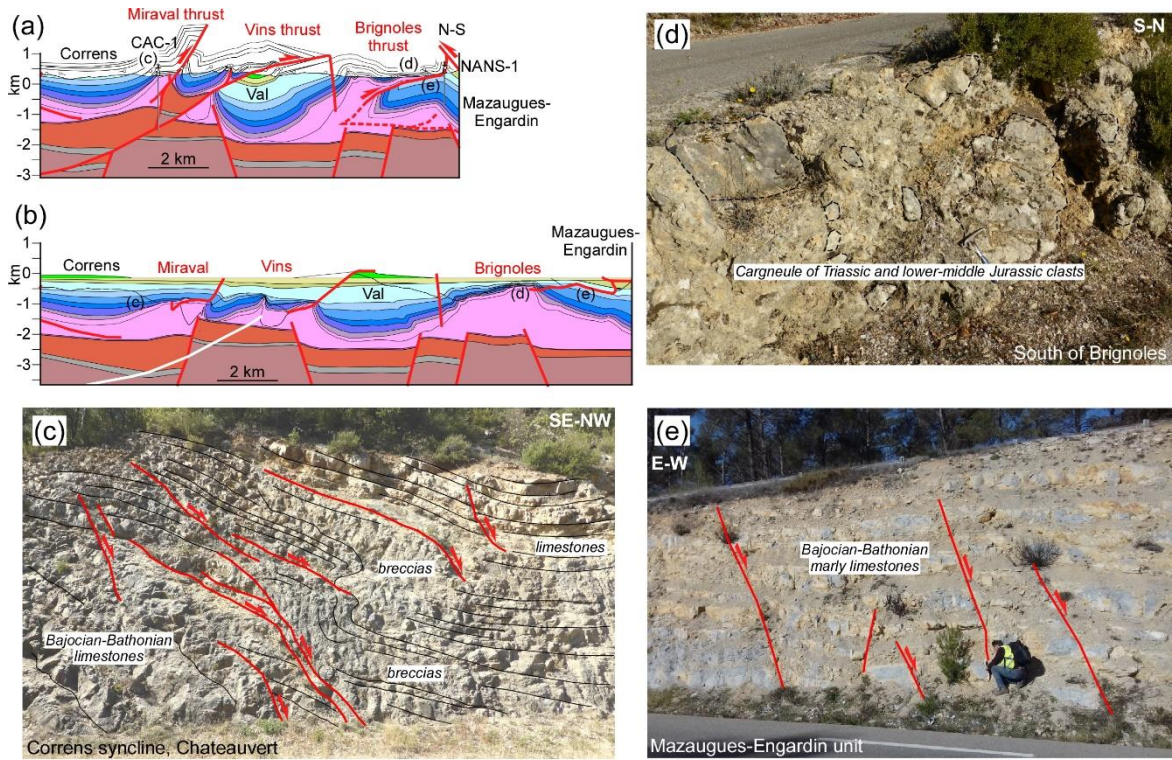 (a)
Miraval thrust
Vins thrust
Brignoles
thrust
N-S
Correns
CAC-1
(c)
(d)
NANS-1
(e)
Val
Mazaugues-
Engardin
km
0
-1
-2
-3
2 km
(b)
Mazaugues-
Engardin
Correns
Miraval
Vins
Brignoles
(c)
Val
(d)
(e)
km
1
0
-1
-2
-3
2 km
(c)
SE-NW
limestones
breccias
Bajocian-Bathonian
limestones
breccias
Correns syncline, Chateauvert
(d)
S-N
Cargneule of Triassic and lower-middle Jurassic clasts
South of Brignoles
(e)
E-W
Bajocian-Bathonian
marly limestones
Mazaugues-Engardin unit